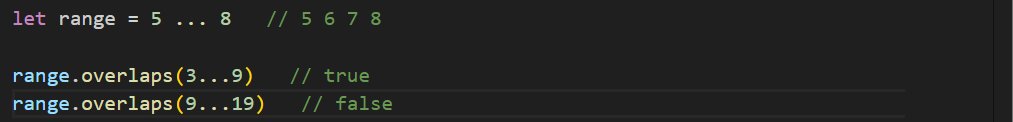 let range = 5 ... 8   // 5 6 7 8
range.overlaps(3...9)   // true
range.overlaps(9...19)   // false